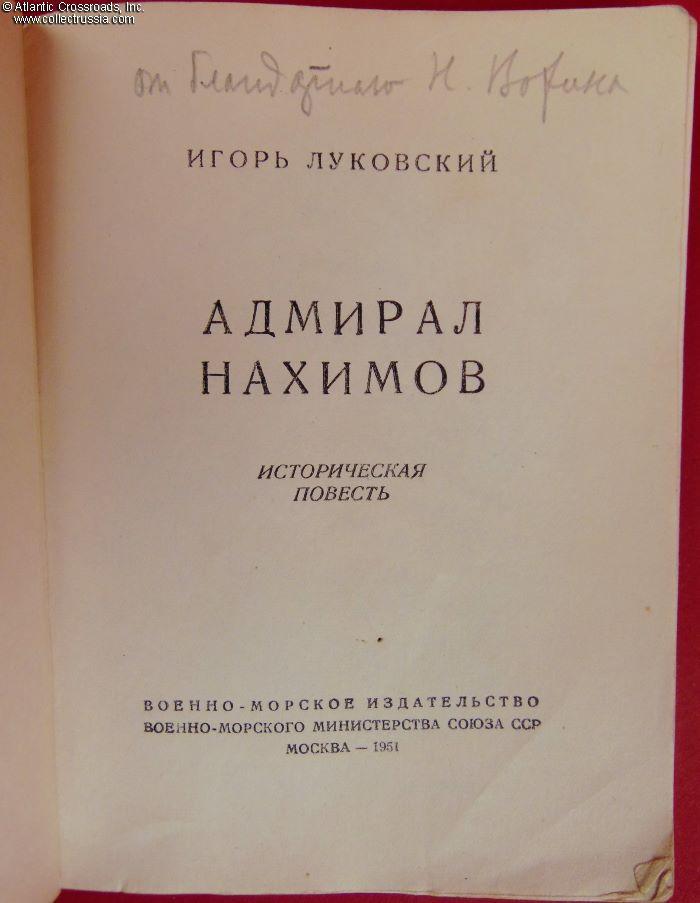 © Atlantic Crossroads, Inc.
www.collectrussia.com
от Н.
ИГОРЬ ЛУКОВСКИЙ
АДМИРАЛ
НАХИМОВ
ИСТОРИЧЕСКАЯ
ПОВЕСТЬ
ВОЕННО-МОРСКОЕ ИЗДАТЕЛЬСТВО
ВОЕННО-МОРСКОГО МИНИСТЕРСТВА СОЮЗА ССР
МОСКВА — 1951